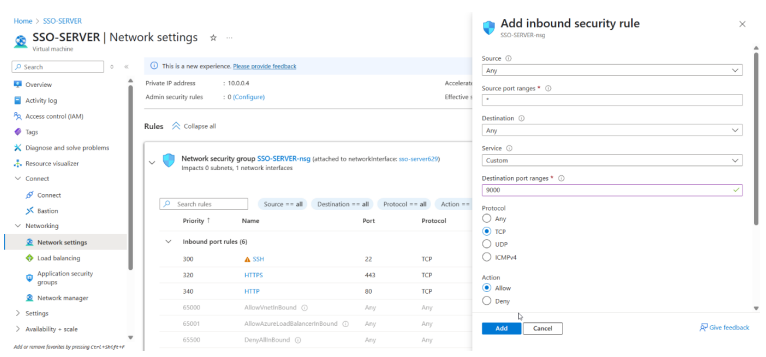 Home > SSO-SERVER
SSO-SERVER | Network settings
Virtual machine
Search
Overview
Activity log
Access control (IAM)
Tags
Diagnose and solve problems
Resource visualizer
Connect
Connect
Bastion
Networking
Network settings
Load balancing
Application security
groups
Network manager
Settings
Availability + scale
Add or remove favorites by pressing Ctrl+Shift+F
This is a new experience. Please provide feedback
Private IP address : 10.0.0.4
Accelerate
Admin security rules : 0 (Configure)
Effective s
Rules Collapse all
Network security group SSO-SERVER-nsg (attached to networkinterface: sso-server629)
Impacts 0 subnets, 1 network interfaces
Search rules Source == all Destination == all Protocol == all Action ==
Priority ↑ Name Port Protocol
Inbound port rules (6)
300 SSH 22 TCP
320 HTTPS 443 TCP
340 HTTP 80 TCP
65000 AllowVnetInBound Any Any
65001 AllowAzureLoadBalancerInBound Any Any
65500 DenyAllInBound Any Any
Add inbound security rule
SSO-SERVER-nsg
Source
Any
Source port ranges *
*
Destination
Any
Service
Custom
Destination port ranges *
9000
Protocol
Any
TCP
UDP
ICMPv4
Action
Allow
Deny
Add Cancel Give feedback